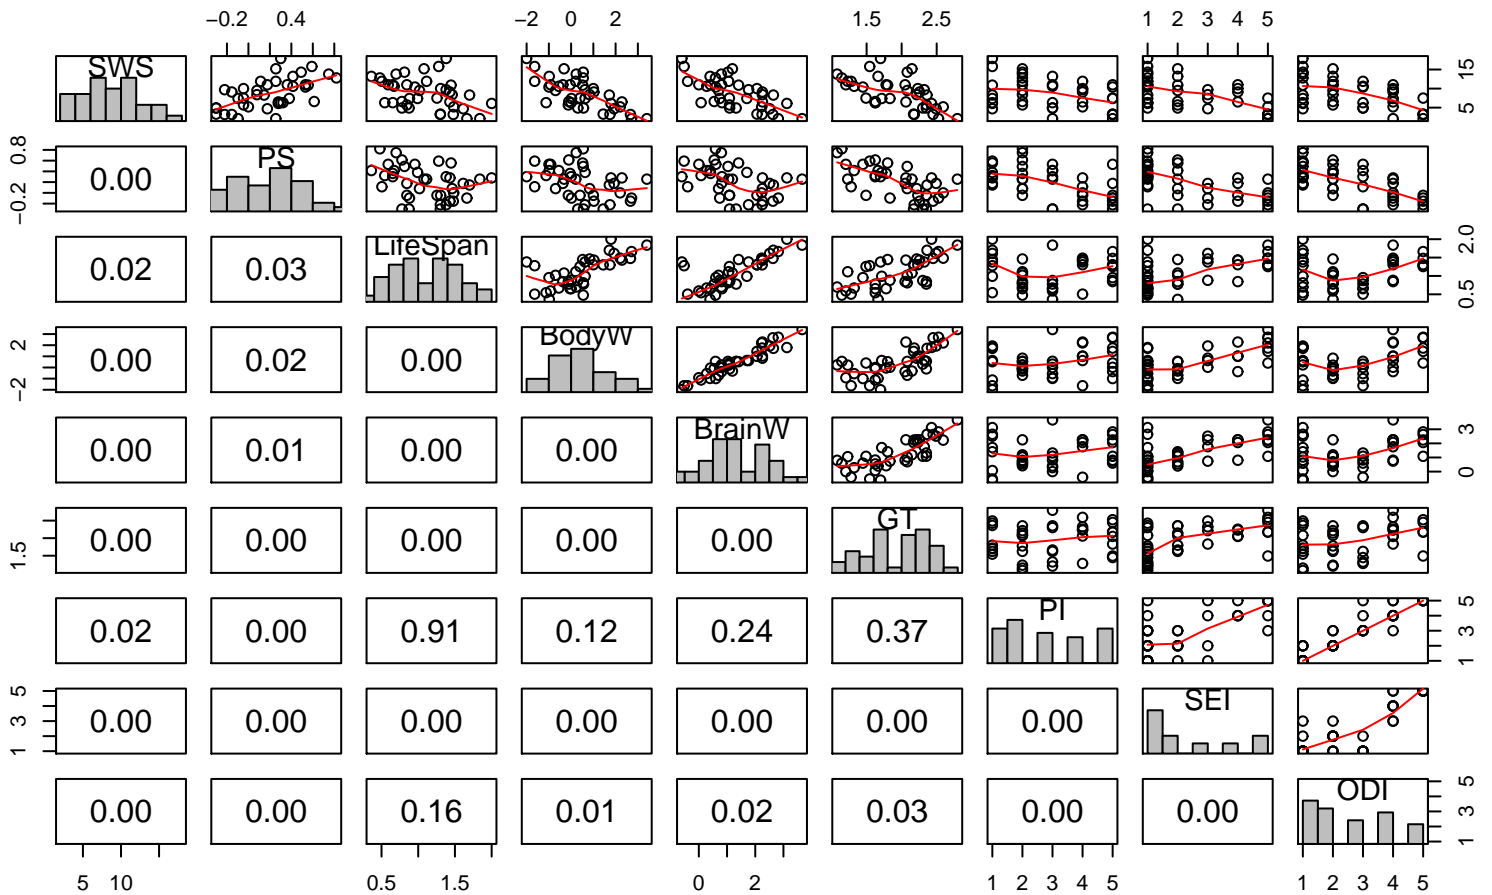 −0.2 0.4 −2 0 2 1.5 2.5 1 2 3 4 5
SWS 5 15
−0.2 0.8 0.00 PS
0.02 0.03 LifeSpan 0.5 2.0
−2 2 0.00 0.02 0.00 BodyW
0.00 0.01 0.00 0.00 BrainW 0 3
1.5 0.00 0.00 0.00 0.00 0.00 GT
0.02 0.00 0.91 0.12 0.24 0.37 PI 1 3 5
1 3 5 0.00 0.00 0.00 0.00 0.00 0.00 0.00 SEI
0.00 0.00 0.16 0.01 0.02 0.03 0.00 0.00 ODI 1 3 5
5 10 0.5 1.5 0 2 1 2 3 4 5 1 2 3 4 5